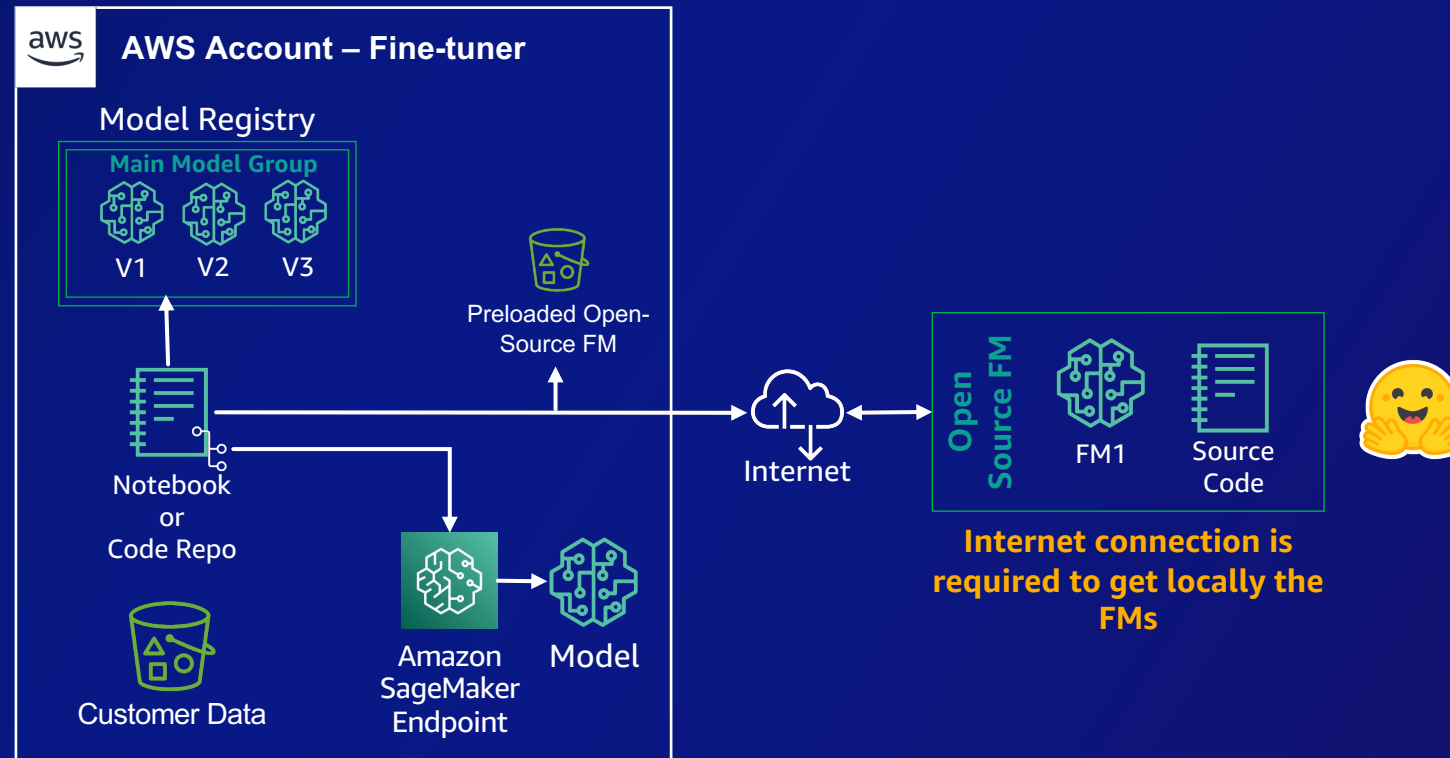 aws
AWS Account – Fine-tuner
Model Registry
Main Model Group
V1
V2
V3
Preloaded Open-
Source FM
Notebook
or
Code Repo
Customer Data
Amazon
SageMaker
Endpoint
Model
Internet
Open
Source FM
FM1
Source
Code
Internet connection is
required to get locally the
FMs